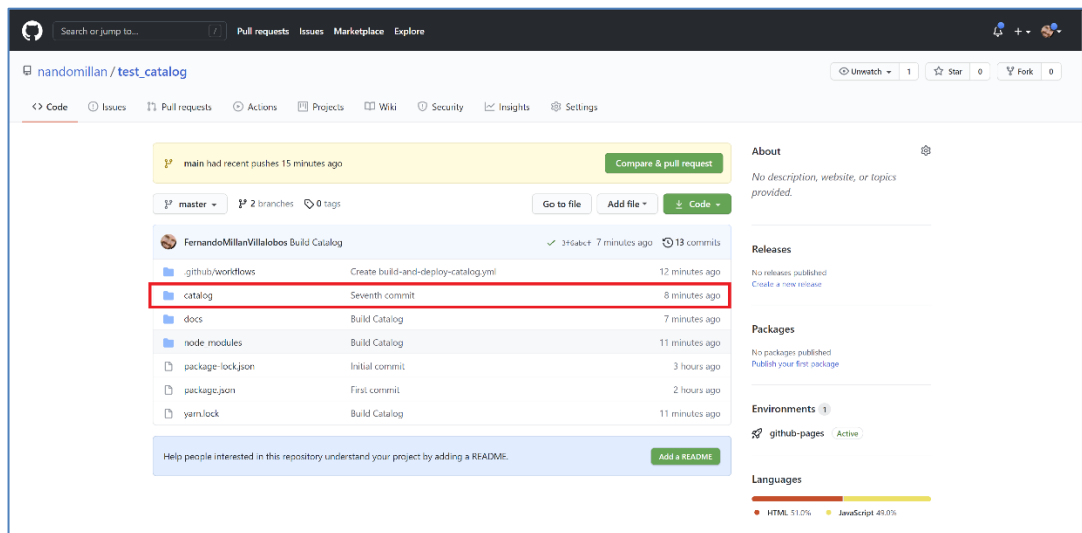 Search or jump to... /
Pull requests Issues Marketplace Explore
nandomillan / test_catalog
Unwatch 1 Star 0 Fork 0
Code Issues Pull requests Actions Projects Wiki Security Insights Settings
main had recent pushes 15 minutes ago
Compare & pull request
master 2 branches 0 tags
Go to file Add file Code
FernandoMillanVillalobos Build Catalog
7 minutes ago 13 commits
.github/workflows Create build-and-deploy-catalog.yml 12 minutes ago
catalog Seventh commit 8 minutes ago
docs Build Catalog 7 minutes ago
node_modules Build Catalog 11 minutes ago
package-lock.json Initial commit 3 hours ago
package.json First commit 2 hours ago
yarn.lock Build Catalog 11 minutes ago
Help people interested in this repository understand your project by adding a README.
Add a README
About
No description, website, or topics
provided.
Releases
No releases published
Create a new release
Packages
No packages published
Publish your first package
Environments 1
github-pages Active
Languages
HTML 51.0% JavaScript 49.0%